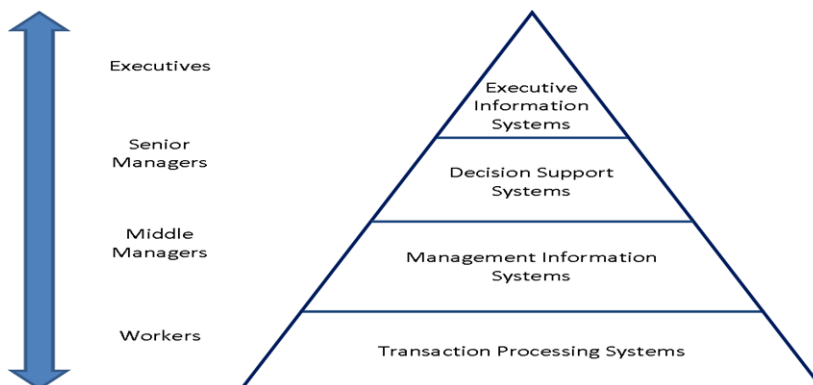 Executives
Executive
Information
Systems
Senior
Managers
Decision Support
Systems
Middle
Managers
Management Information
Systems
Workers
Transaction Processing Systems